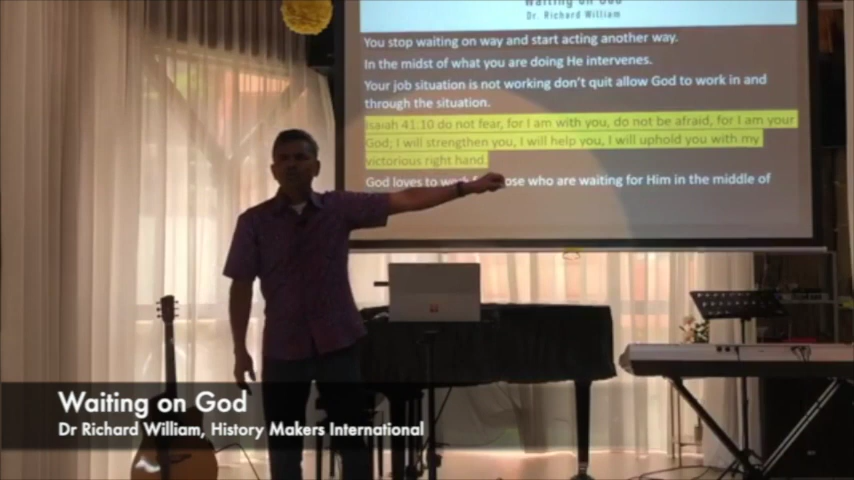 Waiting on God
Dr. Richard William
You stop waiting on way and start acting another way.
In the midst of what you are doing He intervenes.
Your job situation is not working don't quit allow God to work in and
through the situation.
Isaiah 41:10 do not fear, for I am with you, do not be afraid, for I am your
God; I will strengthen you, I will help you, I will uphold you with my
victorious right hand.
God loves to who are waiting for Him in the middle of
Waiting on God
Dr Richard William, History Makers International